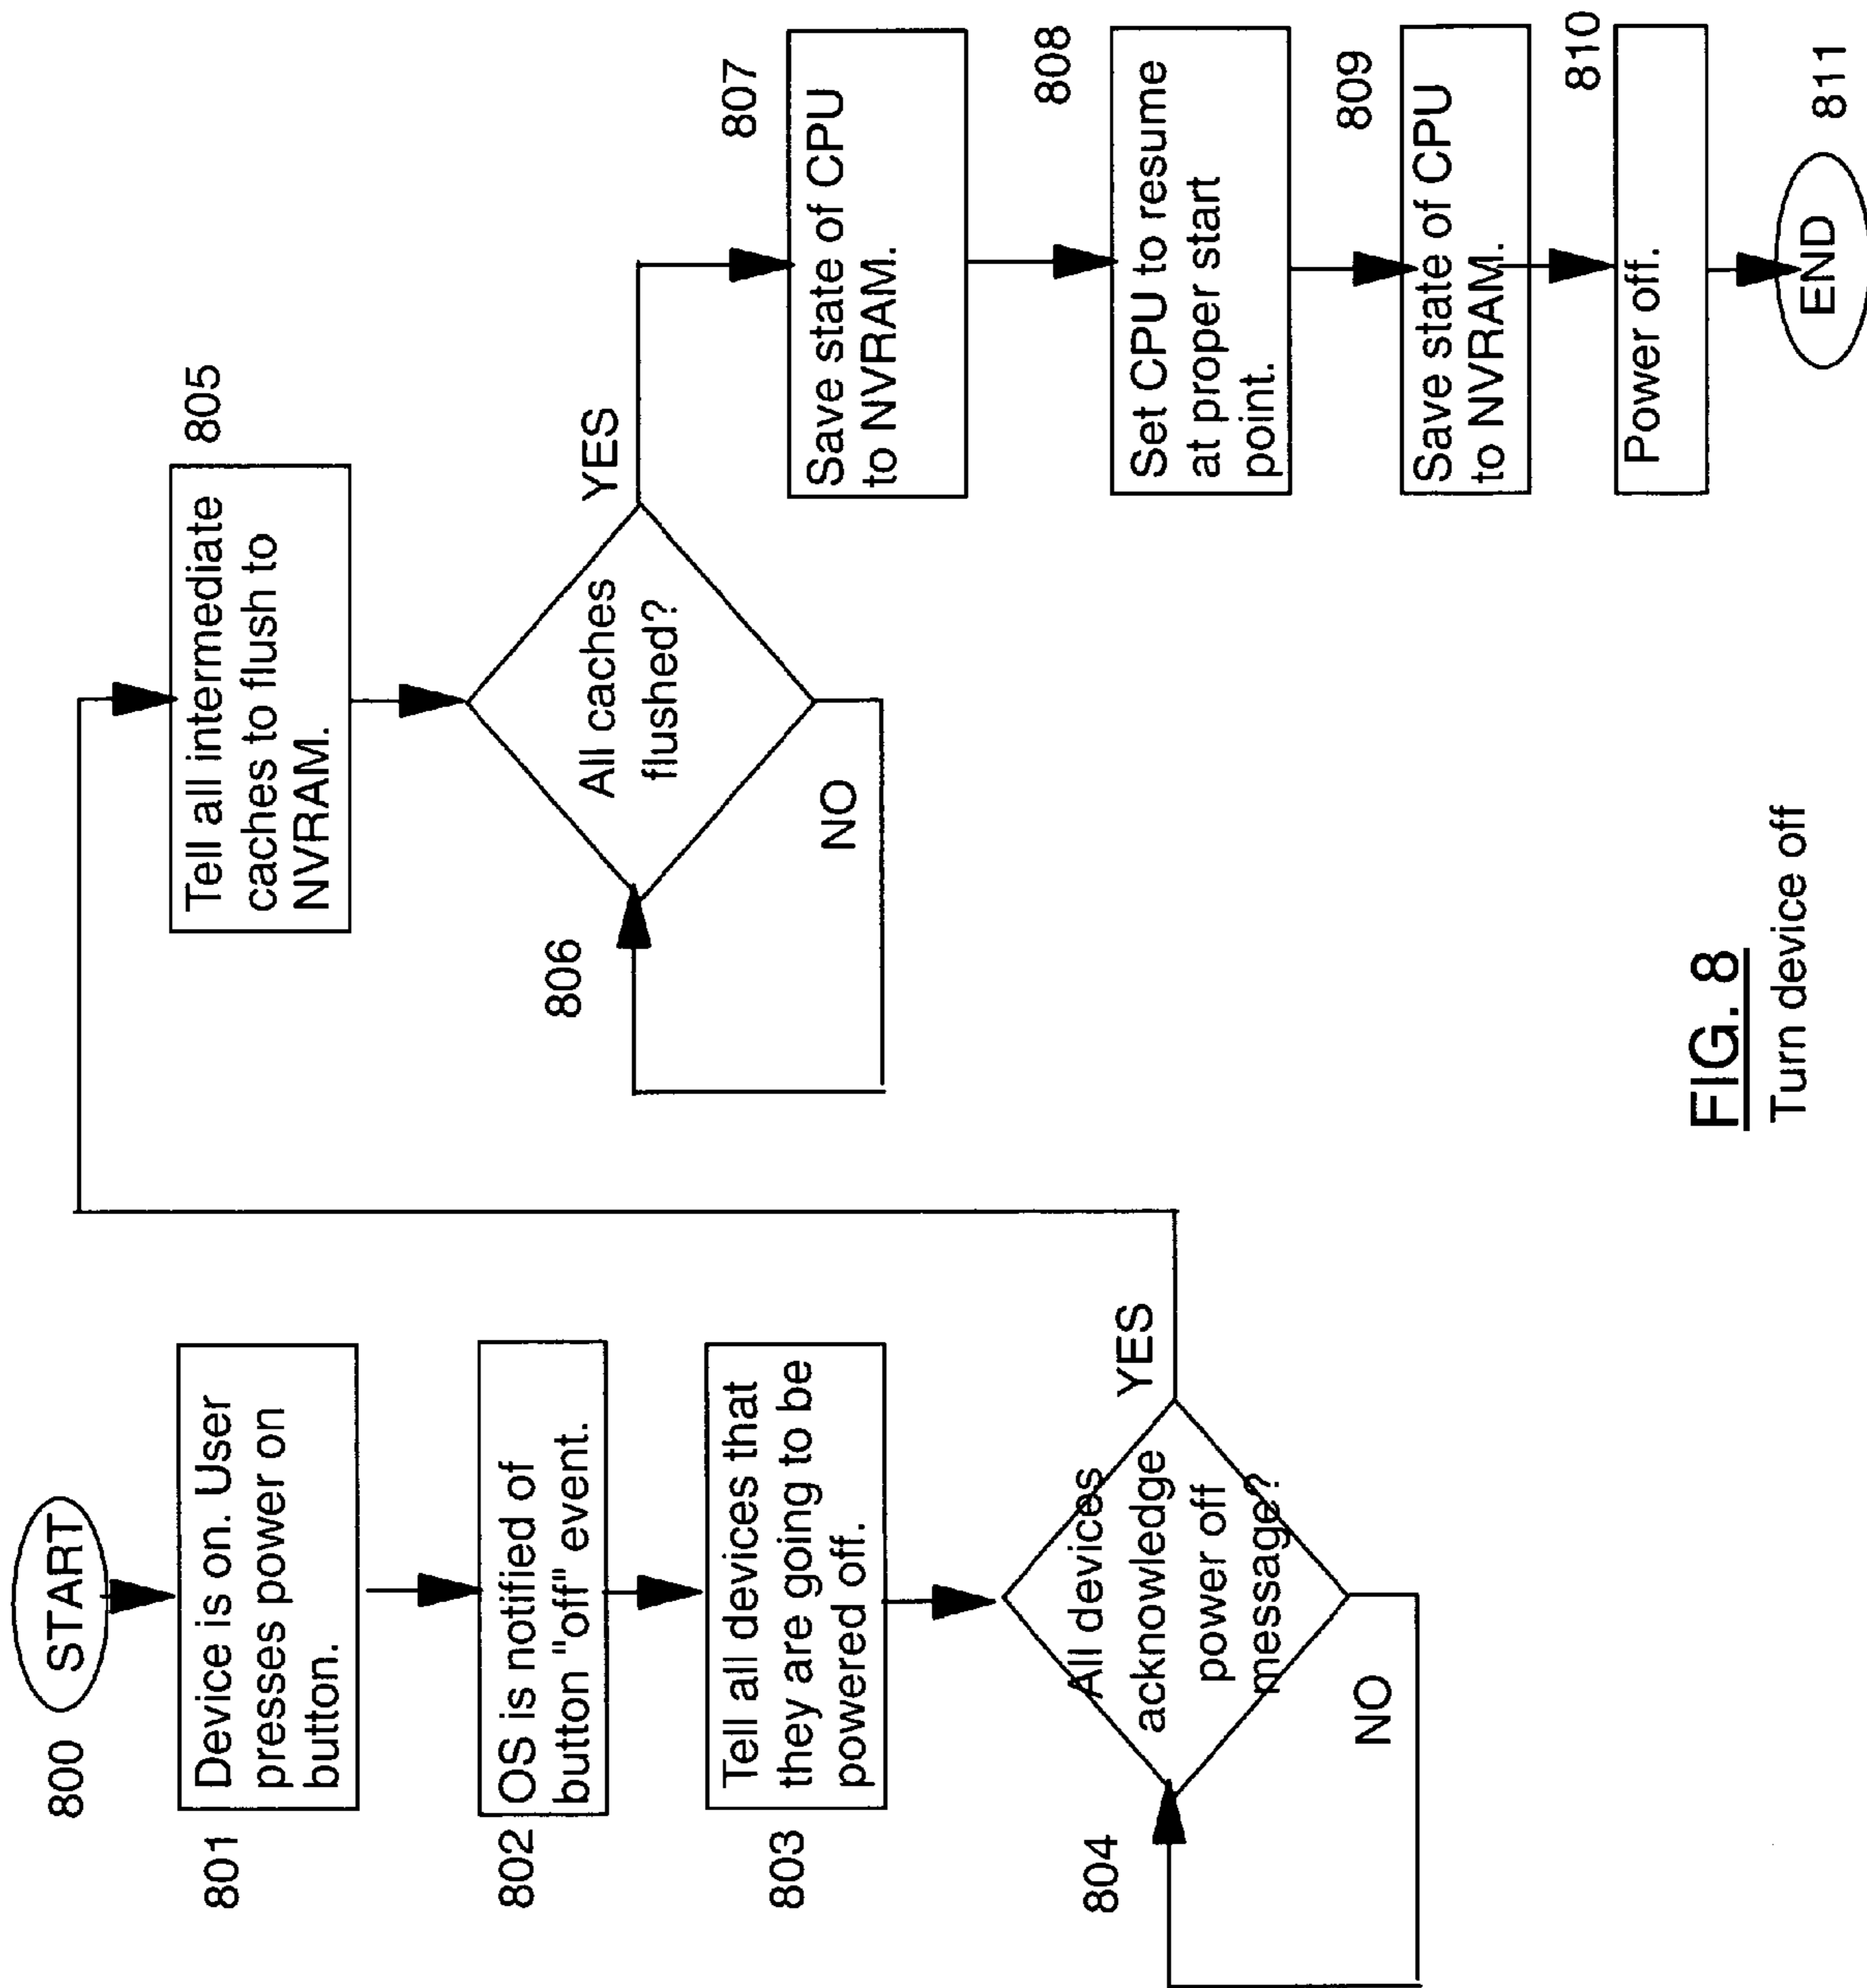 800
START
801
Device is on. User
presses power on
button.
802
OS is notified of
button "off" event.
803
Tell all devices that
they are going to be
powered off.
804
All devices
acknowledge
power off
message?
YES
NO
805
Tell all intermediate
caches to flush to
NVRAM.
806
All caches
flushed?
YES
NO
807
Save state of CPU
to NVRAM.
808
Set CPU to resume
at proper start
point.
809
Save state of CPU
to NVRAM.
810
Power off.
END
811
FIG. 8
Turn device off